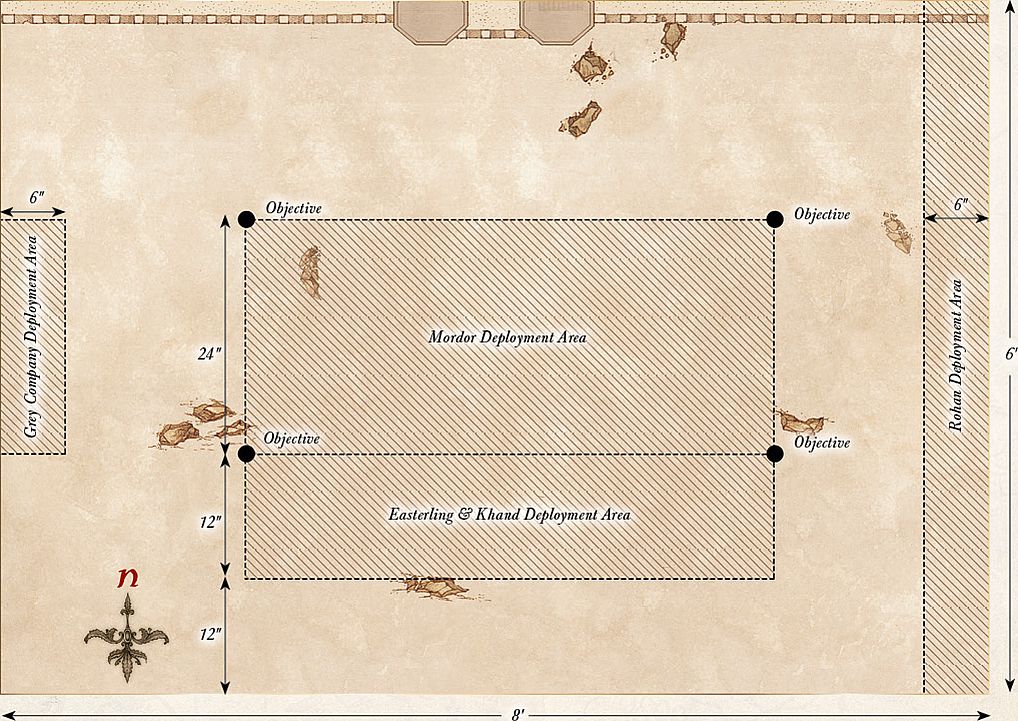 6"
Objective
Objective
6"
Grey Company Deployment Area
Mordor Deployment Area
Rohan Deployment Area
24"
6'
Objective
Objective
Easterling & Khand Deployment Area
12"
n
12"
8'